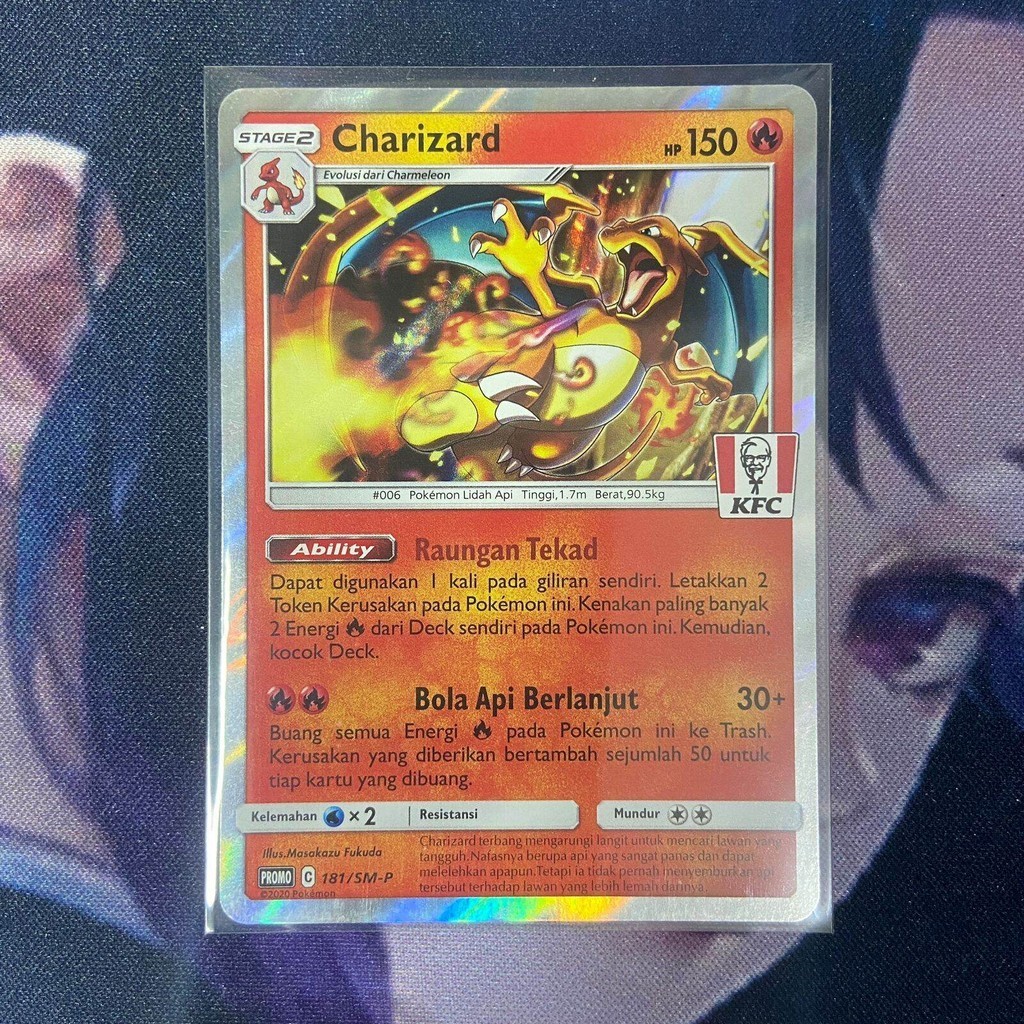 STAGE2 Charizard HP 150
Evolusi dari Charmeleon
#006 Pokémon Lidah Api Tinggi,1.7m Berat,90.5kg
KFC
Ability Raungan Tekad
Dapat digunakan 1 kali pada giliran sendiri. Letakkan 2
Token Kerusakan pada Pokémon ini. Kenakan paling banyak
2 Energi dari Deck sendiri pada Pokémon ini. Kemudian,
kocok Deck.
Bola Api Berlanjut 30+
Buang semua Energi pada Pokémon ini ke Trash.
Kerusakan yang diberikan bertambah sejumlah 50 untuk
tiap kartu yang dibuang.
Kelemahan ×2 Resistansi Mundur
Illus.Masakazu Fukuda
PROMO C 181/SM-P
©2020 Pokémon
Charizard terbang mengarungi langit untuk mencari lawan yang
tangguh. Nafasnya berupa api yang sangat panas dan dapat
melelehkan apapun. Tetapi ia tidak pernah menyemburkan api
tersebut terhadap lawan yang lebih lemah darinya.